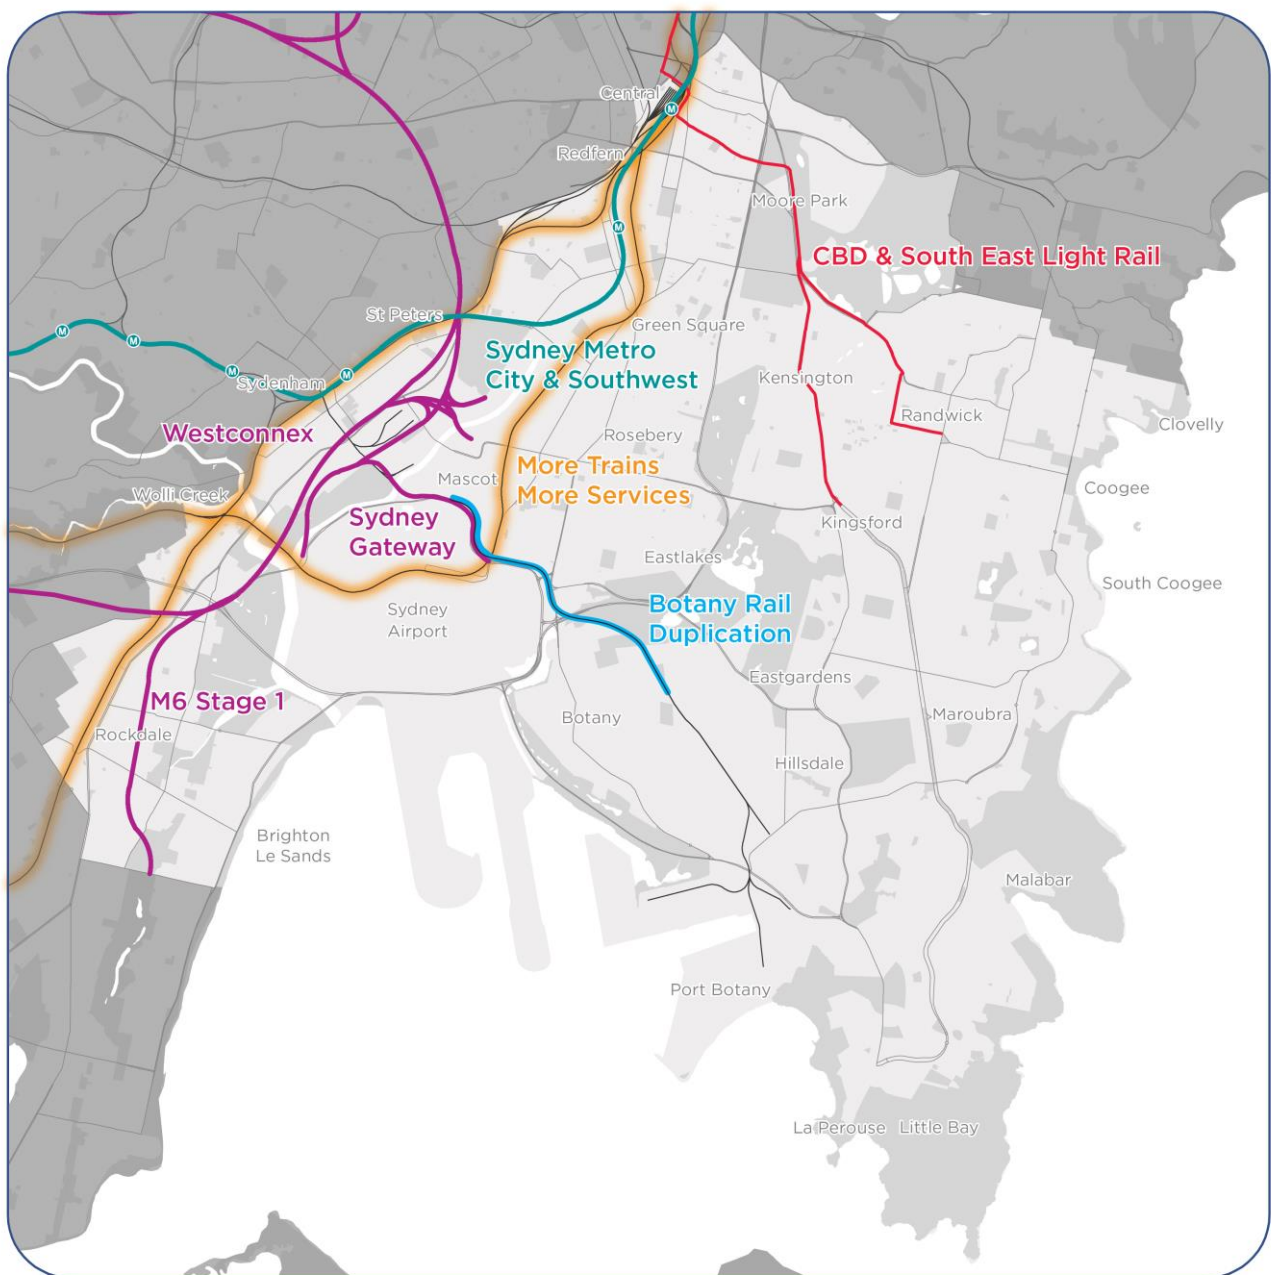 Central
M
Redfern
Moore Park
M
CBD & South East Light Rail
St Peters
Green Square
M
M
Sydney Metro
City & Southwest
M
M
Sydenham
Kensington
Randwick
Clovelly
Westconnex
Rosebery
More Trains
More Services
Mascot
Coogee
Wolli Creek
Sydney
Gateway
Kingsford
Eastlakes
South Coogee
Sydney
Airport
Botany Rail
Duplication
Eastgardens
M6 Stage 1
Botany
Maroubra
Rockdale
Hillsdale
Brighton
Le Sands
Malabar
Port Botany
La Perouse
Little Bay